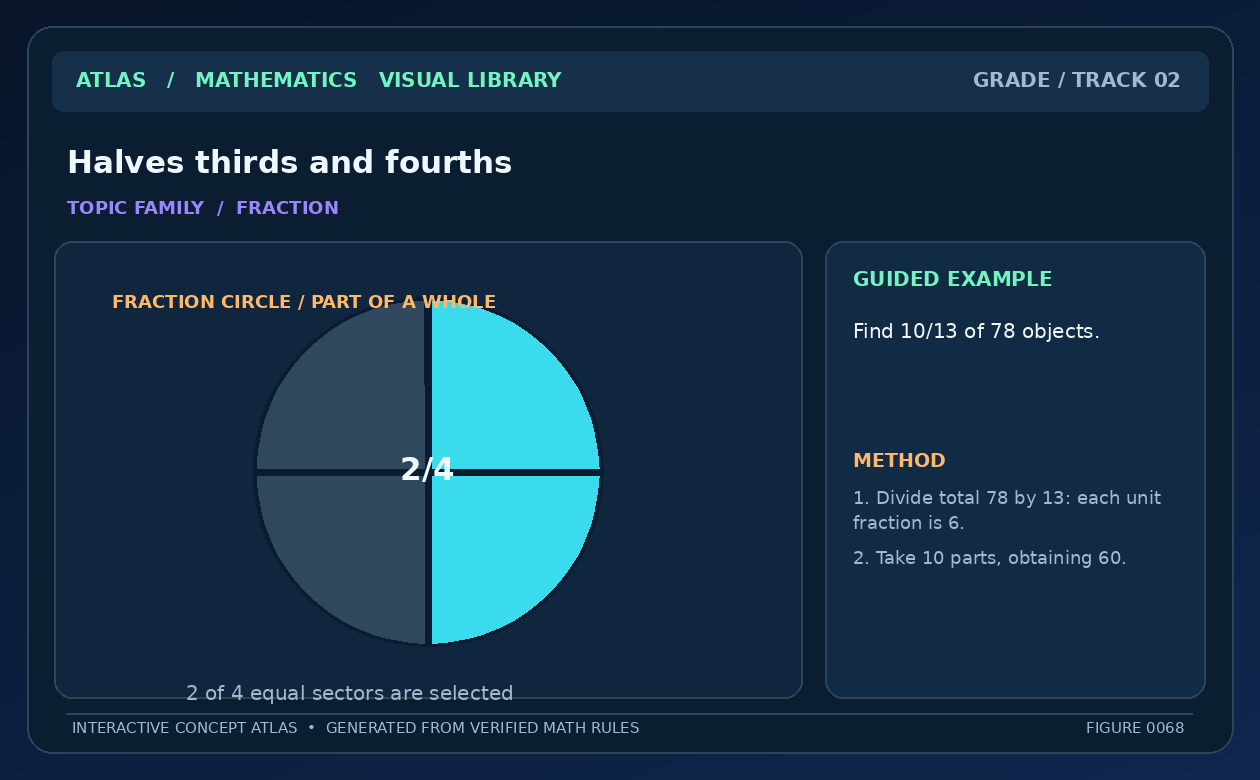 ATLAS / MATHEMATICS VISUAL LIBRARY
GRADE / TRACK 02
Halves thirds and fourths
TOPIC FAMILY / FRACTION
FRACTION CIRCLE / PART OF A WHOLE
2/4
2 of 4 equal sectors are selected
GUIDED EXAMPLE
Find 10/13 of 78 objects.
METHOD
1. Divide total 78 by 13: each unit
fraction is 6.
2. Take 10 parts, obtaining 60.
INTERACTIVE CONCEPT ATLAS • GENERATED FROM VERIFIED MATH RULES
FIGURE 0068